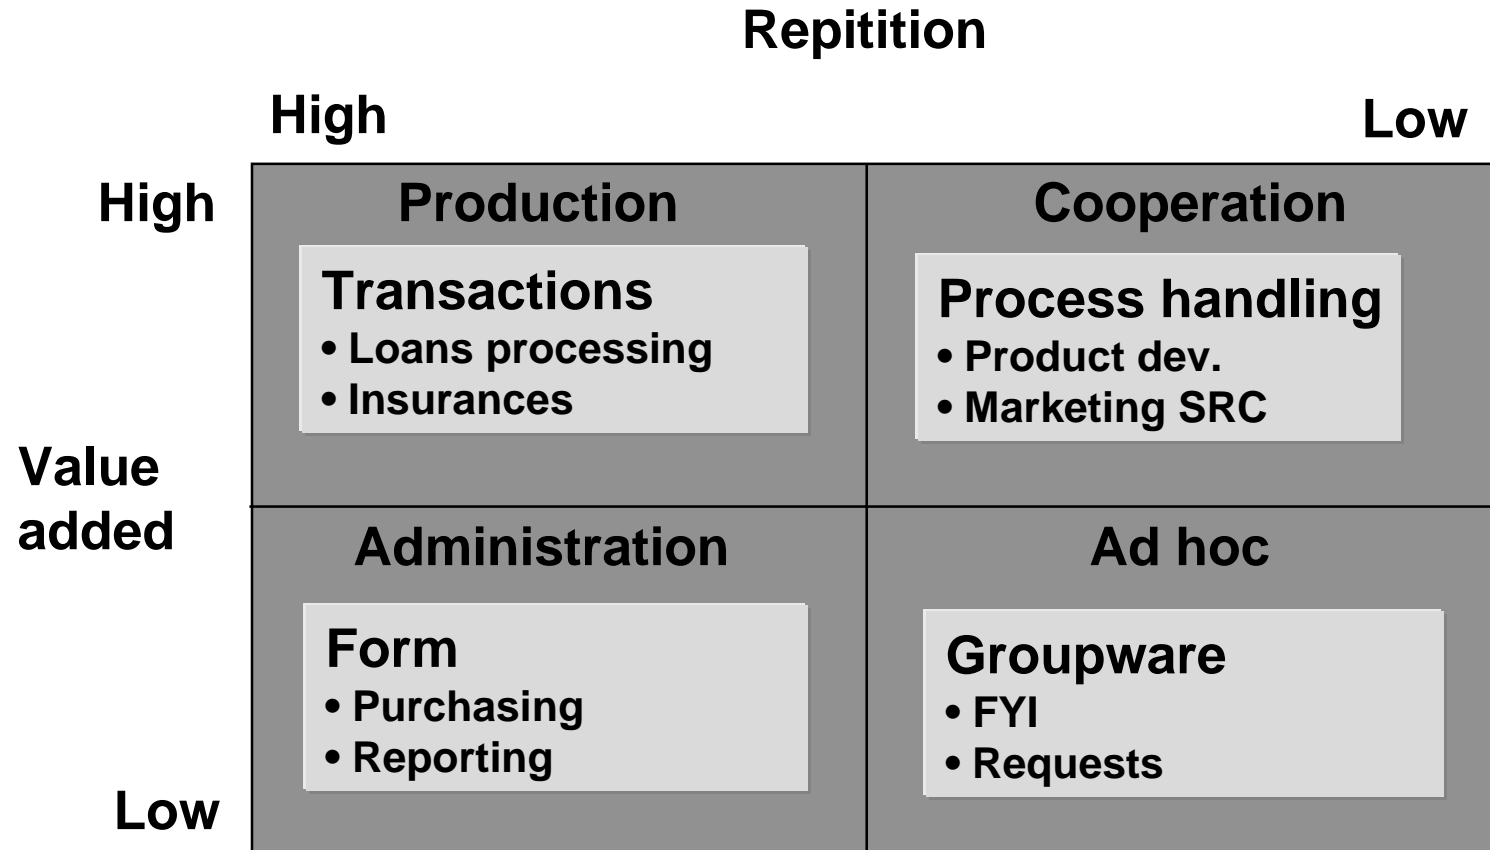 Repitition
High
Low
High
Production
Cooperation
Transactions
• Loans processing
• Insurances
Process handling
• Product dev.
• Marketing SRC
Value
added
Administration
Ad hoc
Form
• Purchasing
• Reporting
Groupware
• FYI
• Requests
Low